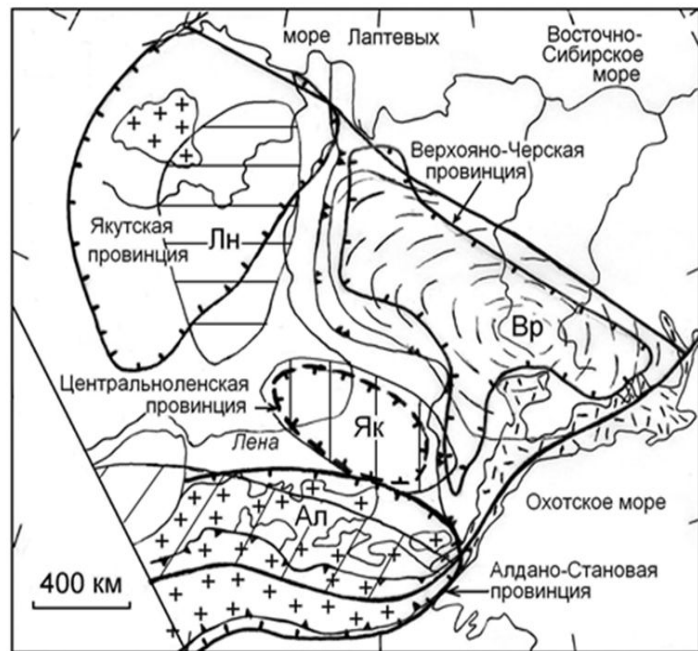 море Лаптевых
Восточно-
Сибирское
море
Верхояно-Черская
провинция
Якутская
провинция
Лн
Вр
Центральноленская
провинция
Як
Лена
Ал
Охотское море
400 км
Алдано-Становая
провинция